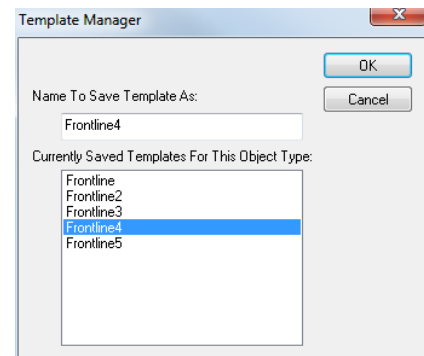 Template Manager
OK
Name To Save Template As:
Cancel
Frontline4
Currently Saved Templates For This Object Type:
Frontline
Frontline2
Frontline3
Frontline4
Frontline5